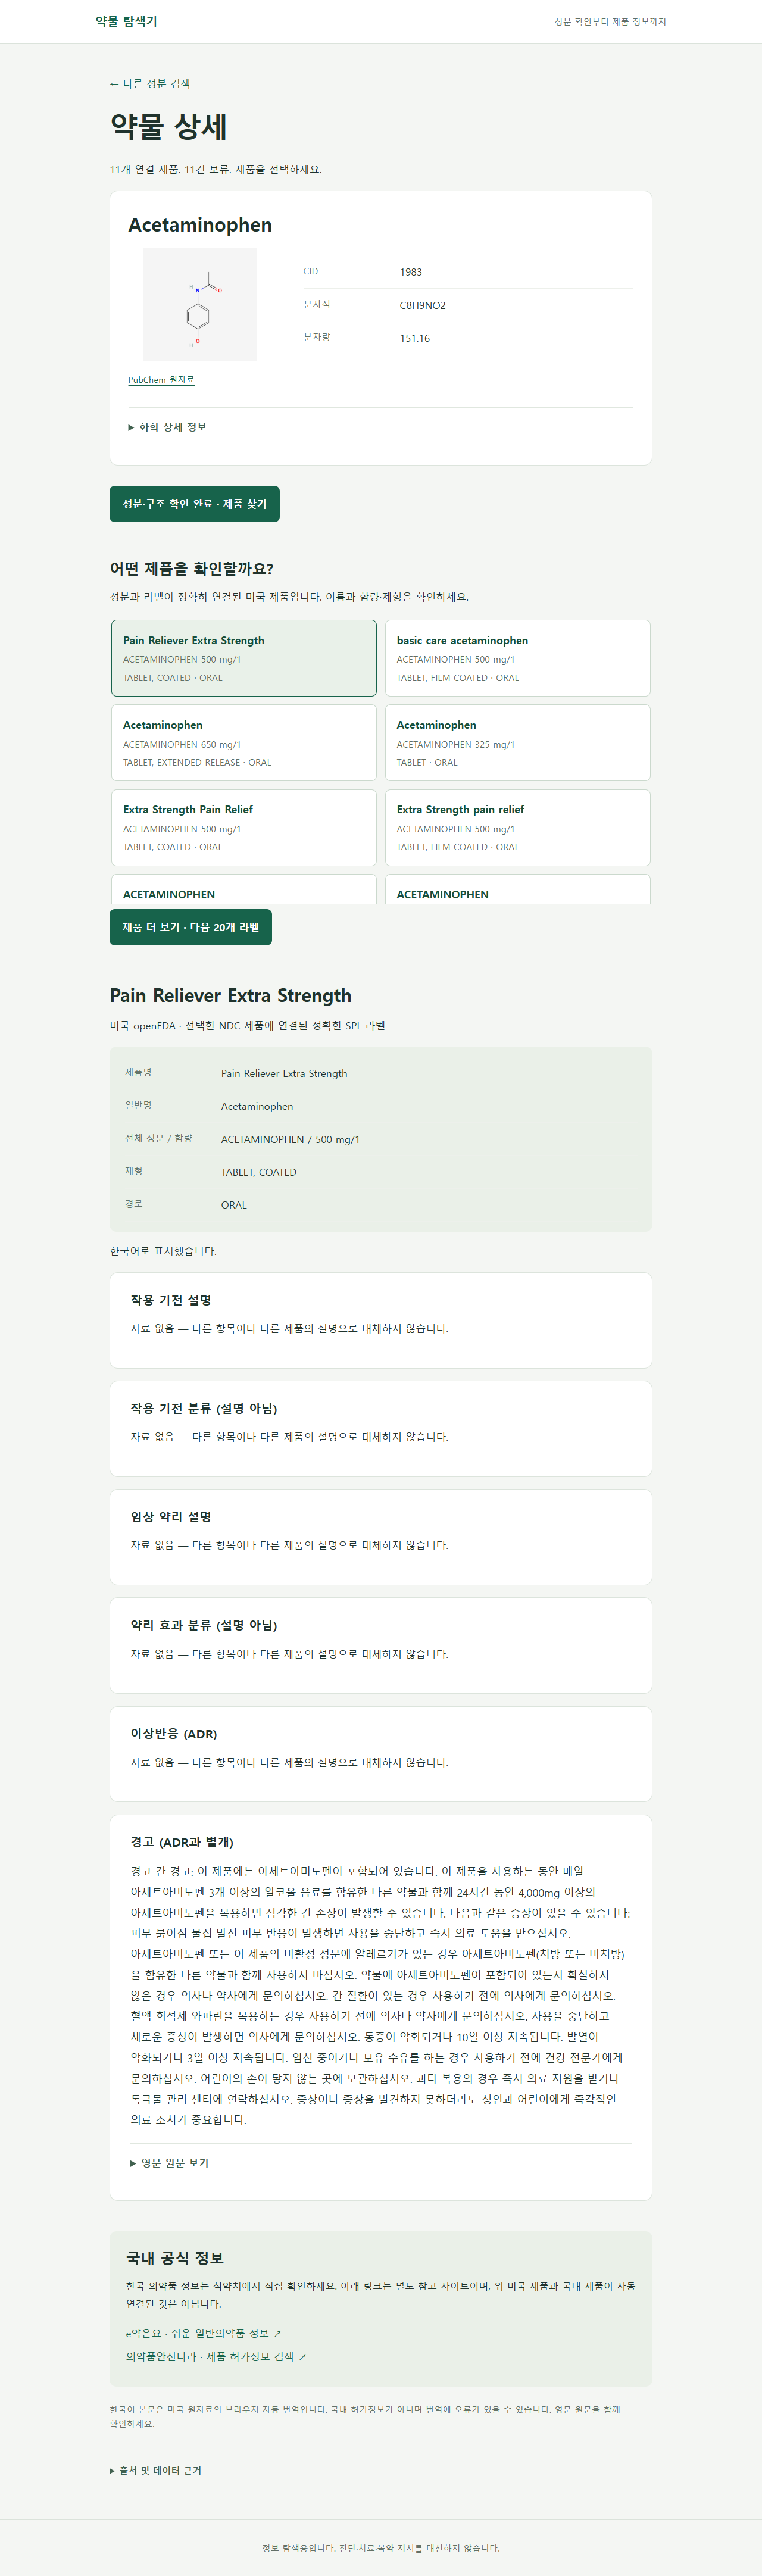 약물 탐색기
성분 확인부터 제품 정보까지
← 다른 성분 검색
약물 상세
11개 연결 제품. 11건 보류. 제품을 선택하세요.
Acetaminophen
H
N
O
O
H
CID
1983
분자식
C8H9NO2
분자량
151.16
PubChem 원자료
▶ 화학 상세 정보
성분·구조 확인 완료 · 제품 찾기
어떤 제품을 확인할까요?
성분과 라벨이 정확히 연결된 미국 제품입니다. 이름과 함량·제형을 확인하세요.
Pain Reliever Extra Strength
ACETAMINOPHEN 500 mg/1
TABLET, COATED · ORAL
basic care acetaminophen
ACETAMINOPHEN 500 mg/1
TABLET, FILM COATED · ORAL
Acetaminophen
ACETAMINOPHEN 650 mg/1
TABLET, EXTENDED RELEASE · ORAL
Acetaminophen
ACETAMINOPHEN 325 mg/1
TABLET · ORAL
Extra Strength Pain Relief
ACETAMINOPHEN 500 mg/1
TABLET, COATED · ORAL
Extra Strength pain relief
ACETAMINOPHEN 500 mg/1
TABLET, FILM COATED · ORAL
ACETAMINOPHEN
ACETAMINOPHEN
제품 더 보기 · 다음 20개 라벨
Pain Reliever Extra Strength
미국 openFDA · 선택한 NDC 제품에 연결된 정확한 SPL 라벨
제품명
Pain Reliever Extra Strength
일반명
Acetaminophen
전체 성분 / 함량
ACETAMINOPHEN / 500 mg/1
제형
TABLET, COATED
경로
ORAL
한국어로 표시했습니다.
작용 기전 설명
자료 없음 — 다른 항목이나 다른 제품의 설명으로 대체하지 않습니다.
작용 기전 분류 (설명 아님)
자료 없음 — 다른 항목이나 다른 제품의 설명으로 대체하지 않습니다.
임상 약리 설명
자료 없음 — 다른 항목이나 다른 제품의 설명으로 대체하지 않습니다.
약리 효과 분류 (설명 아님)
자료 없음 — 다른 항목이나 다른 제품의 설명으로 대체하지 않습니다.
이상반응 (ADR)
자료 없음 — 다른 항목이나 다른 제품의 설명으로 대체하지 않습니다.
경고 (ADR과 별개)
경고 간 경고: 이 제품에는 아세트아미노펜이 포함되어 있습니다. 이 제품을 사용하는 동안 매일
아세트아미노펜 3개 이상의 알코올 음료를 함유한 다른 약물과 함께 24시간 동안 4,000mg 이상의
아세트아미노펜을 복용하면 심각한 간 손상이 발생할 수 있습니다. 다음과 같은 증상이 있을 수 있습니다:
피부 붉어짐 물집 발진 피부 반응이 발생하면 사용을 중단하고 즉시 의료 도움을 받으십시오.
아세트아미노펜 또는 이 제품의 비활성 성분에 알레르기가 있는 경우 아세트아미노펜(처방 또는 비처방)
을 함유한 다른 약물과 함께 사용하지 마십시오. 약물에 아세트아미노펜이 포함되어 있는지 확실하지
않은 경우 의사나 약사에게 문의하십시오. 간 질환이 있는 경우 사용하기 전에 의사에게 문의하십시오.
혈액 희석제 와파린을 복용하는 경우 사용하기 전에 의사나 약사에게 문의하십시오. 사용을 중단하고
새로운 증상이 발생하면 의사에게 문의하십시오. 통증이 악화되거나 10일 이상 지속됩니다. 발열이
악화되거나 3일 이상 지속됩니다. 임신 중이거나 모유 수유를 하는 경우 사용하기 전에 건강 전문가에게
문의하십시오. 어린이의 손이 닿지 않는 곳에 보관하십시오. 과다 복용의 경우 즉시 의료 지원을 받거나
독극물 관리 센터에 연락하십시오. 증상이나 증상을 발견하지 못하더라도 성인과 어린이에게 즉각적인
의료 조치가 중요합니다.
▶ 영문 원문 보기
국내 공식 정보
한국 의약품 정보는 식약처에서 직접 확인하세요. 아래 링크는 별도 참고 사이트이며, 위 미국 제품과 국내 제품이 자동
연결된 것은 아닙니다.
e약은요 · 쉬운 일반의약품 정보 ↗
의약품안전나라 · 제품 허가정보 검색 ↗
한국어 본문은 미국 원자료의 브라우저 자동 번역입니다. 국내 허가정보가 아니며 번역에 오류가 있을 수 있습니다. 영문 원문을 함께
확인하세요.
▶ 출처 및 데이터 근거
정보 탐색용입니다. 진단·치료·복약 지시를 대신하지 않습니다.